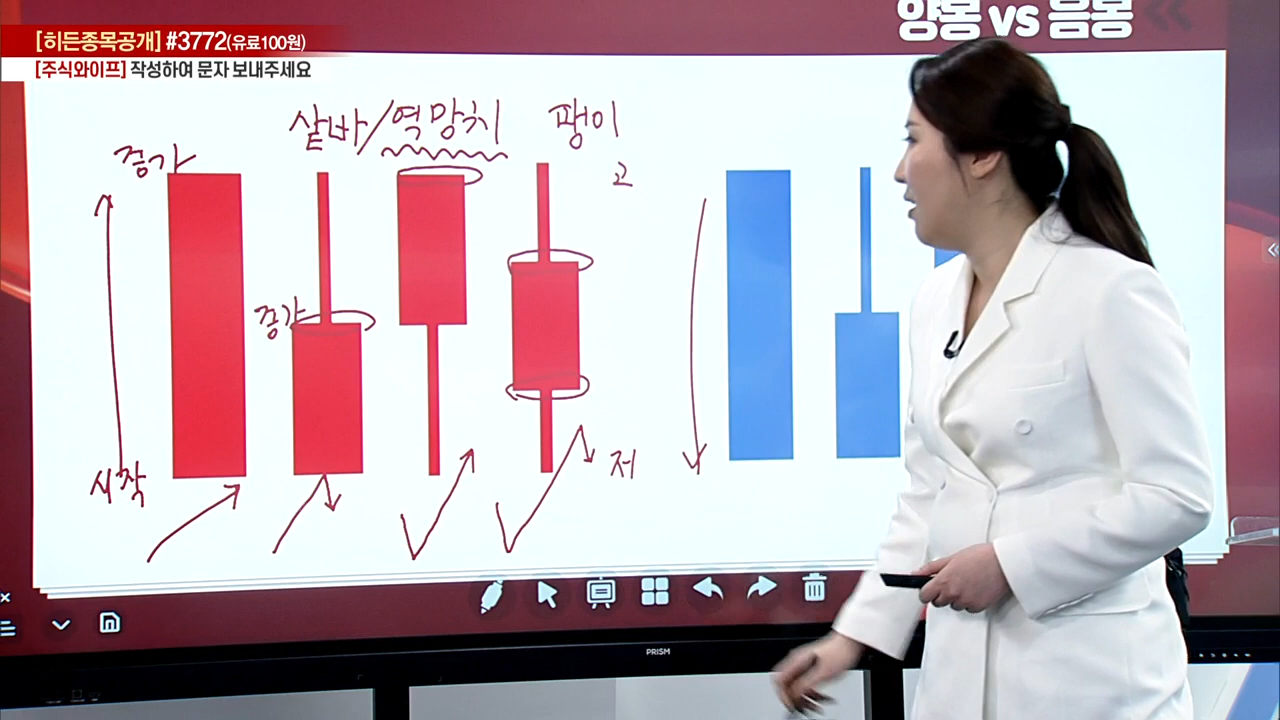 양봉 vs 음봉
[히든종목공개] #3772(유료100원)
[주식와이프] 작성하여 문자 보내주세요
샅바/역망치 팽이
종가
고
종가
시작
저
PRISM